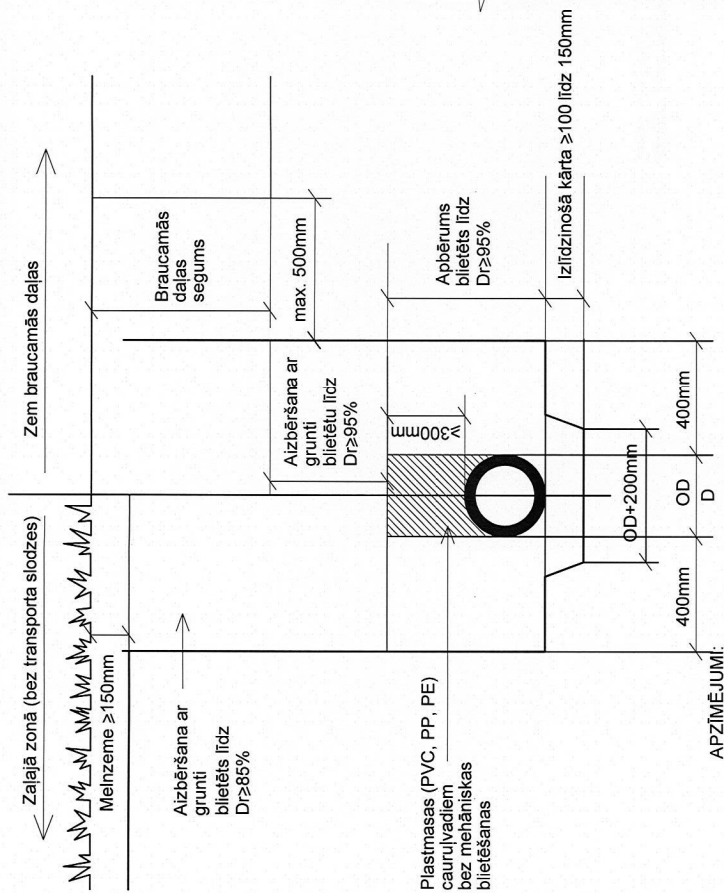 Zaļajā zonā (bez transporta slodzes)
Zem braucamās daļas
Melnzeme ≥150mm
Braucamās
daļas
segums
max. 500mm
Aizbēršana ar
grunti
blietēts līdz
Dr≥85%
Aizbēršana ar
grunti
blietētu līdz
Dr≥95%
Plastmasas (PVC, PP, PE)
cauruļvadiem
bez mehāniskas
blietēšanas
≥300mm
Apbērums
blietēts līdz
Dr≥95%
Izlīdzinošā kārta ≥100 līdz 150mm
OD+200mm
400mm
OD
400mm
D
APZĪMĒJUMI: